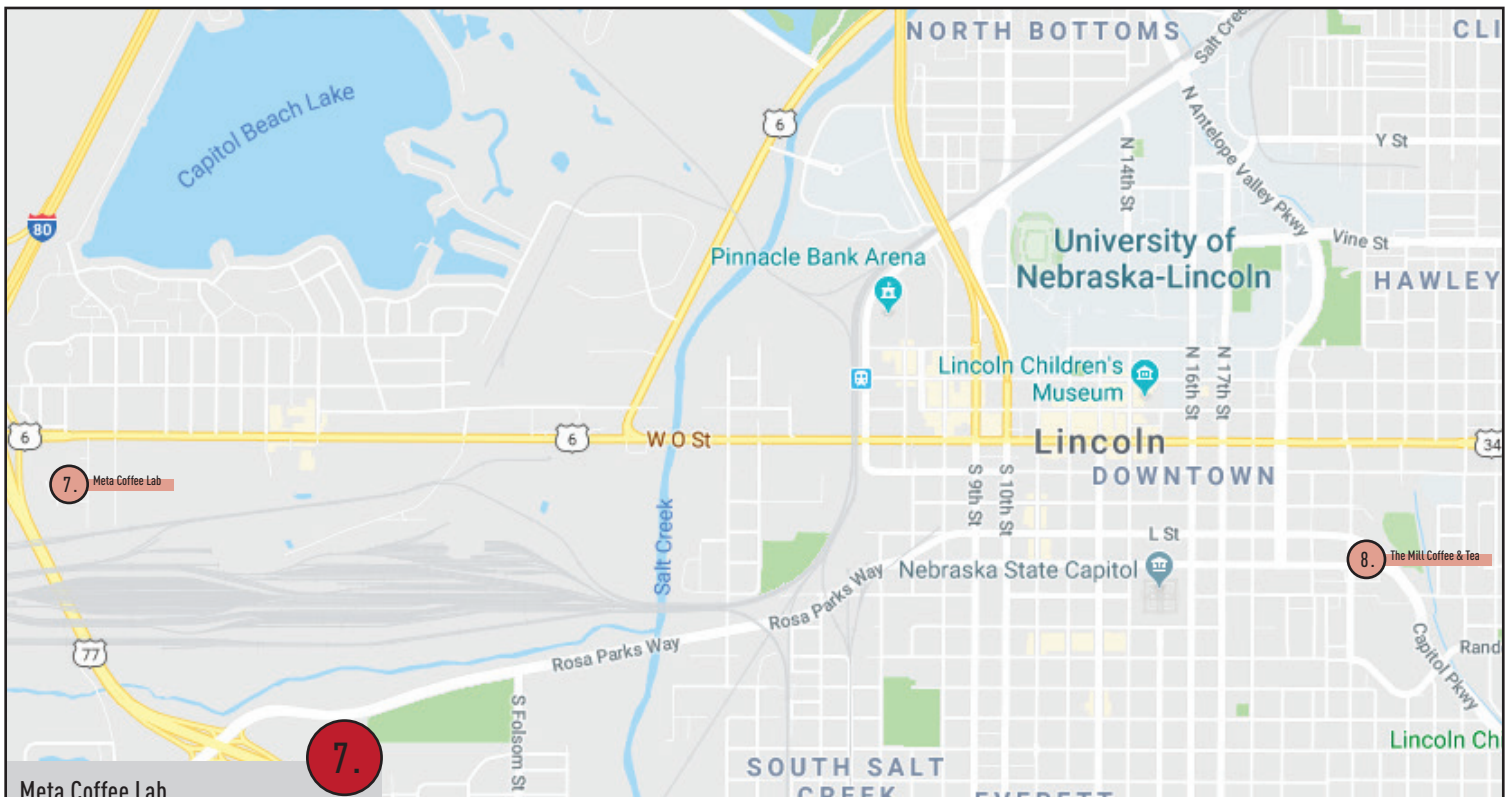 NORTH BOTTOMS
Salt Cree
CLI
Capitol Beach Lake
6
N Antelope Valley Pkwy
Y St
N 14th St
80
University of
Nebraska-Lincoln
Vine St
Pinnacle Bank Arena
HAWLEY
Lincoln Children's
Museum
N 16th St
N 17th St
6
6
W O St
Lincoln
34
DOWNTOWN
7.
Meta Coffee Lab
S 9th St
S 10th St
Salt Creek
L St
8.
The Mill Coffee & Tea
Nebraska State Capitol
Rosa Parks Way
Rosa Parks Way
77
Capitol Pkwy
Rand
S Folsom St
7.
Lincoln Ch
Meta Coffee Lab
SOUTH SALT
CREEK
EVERETT